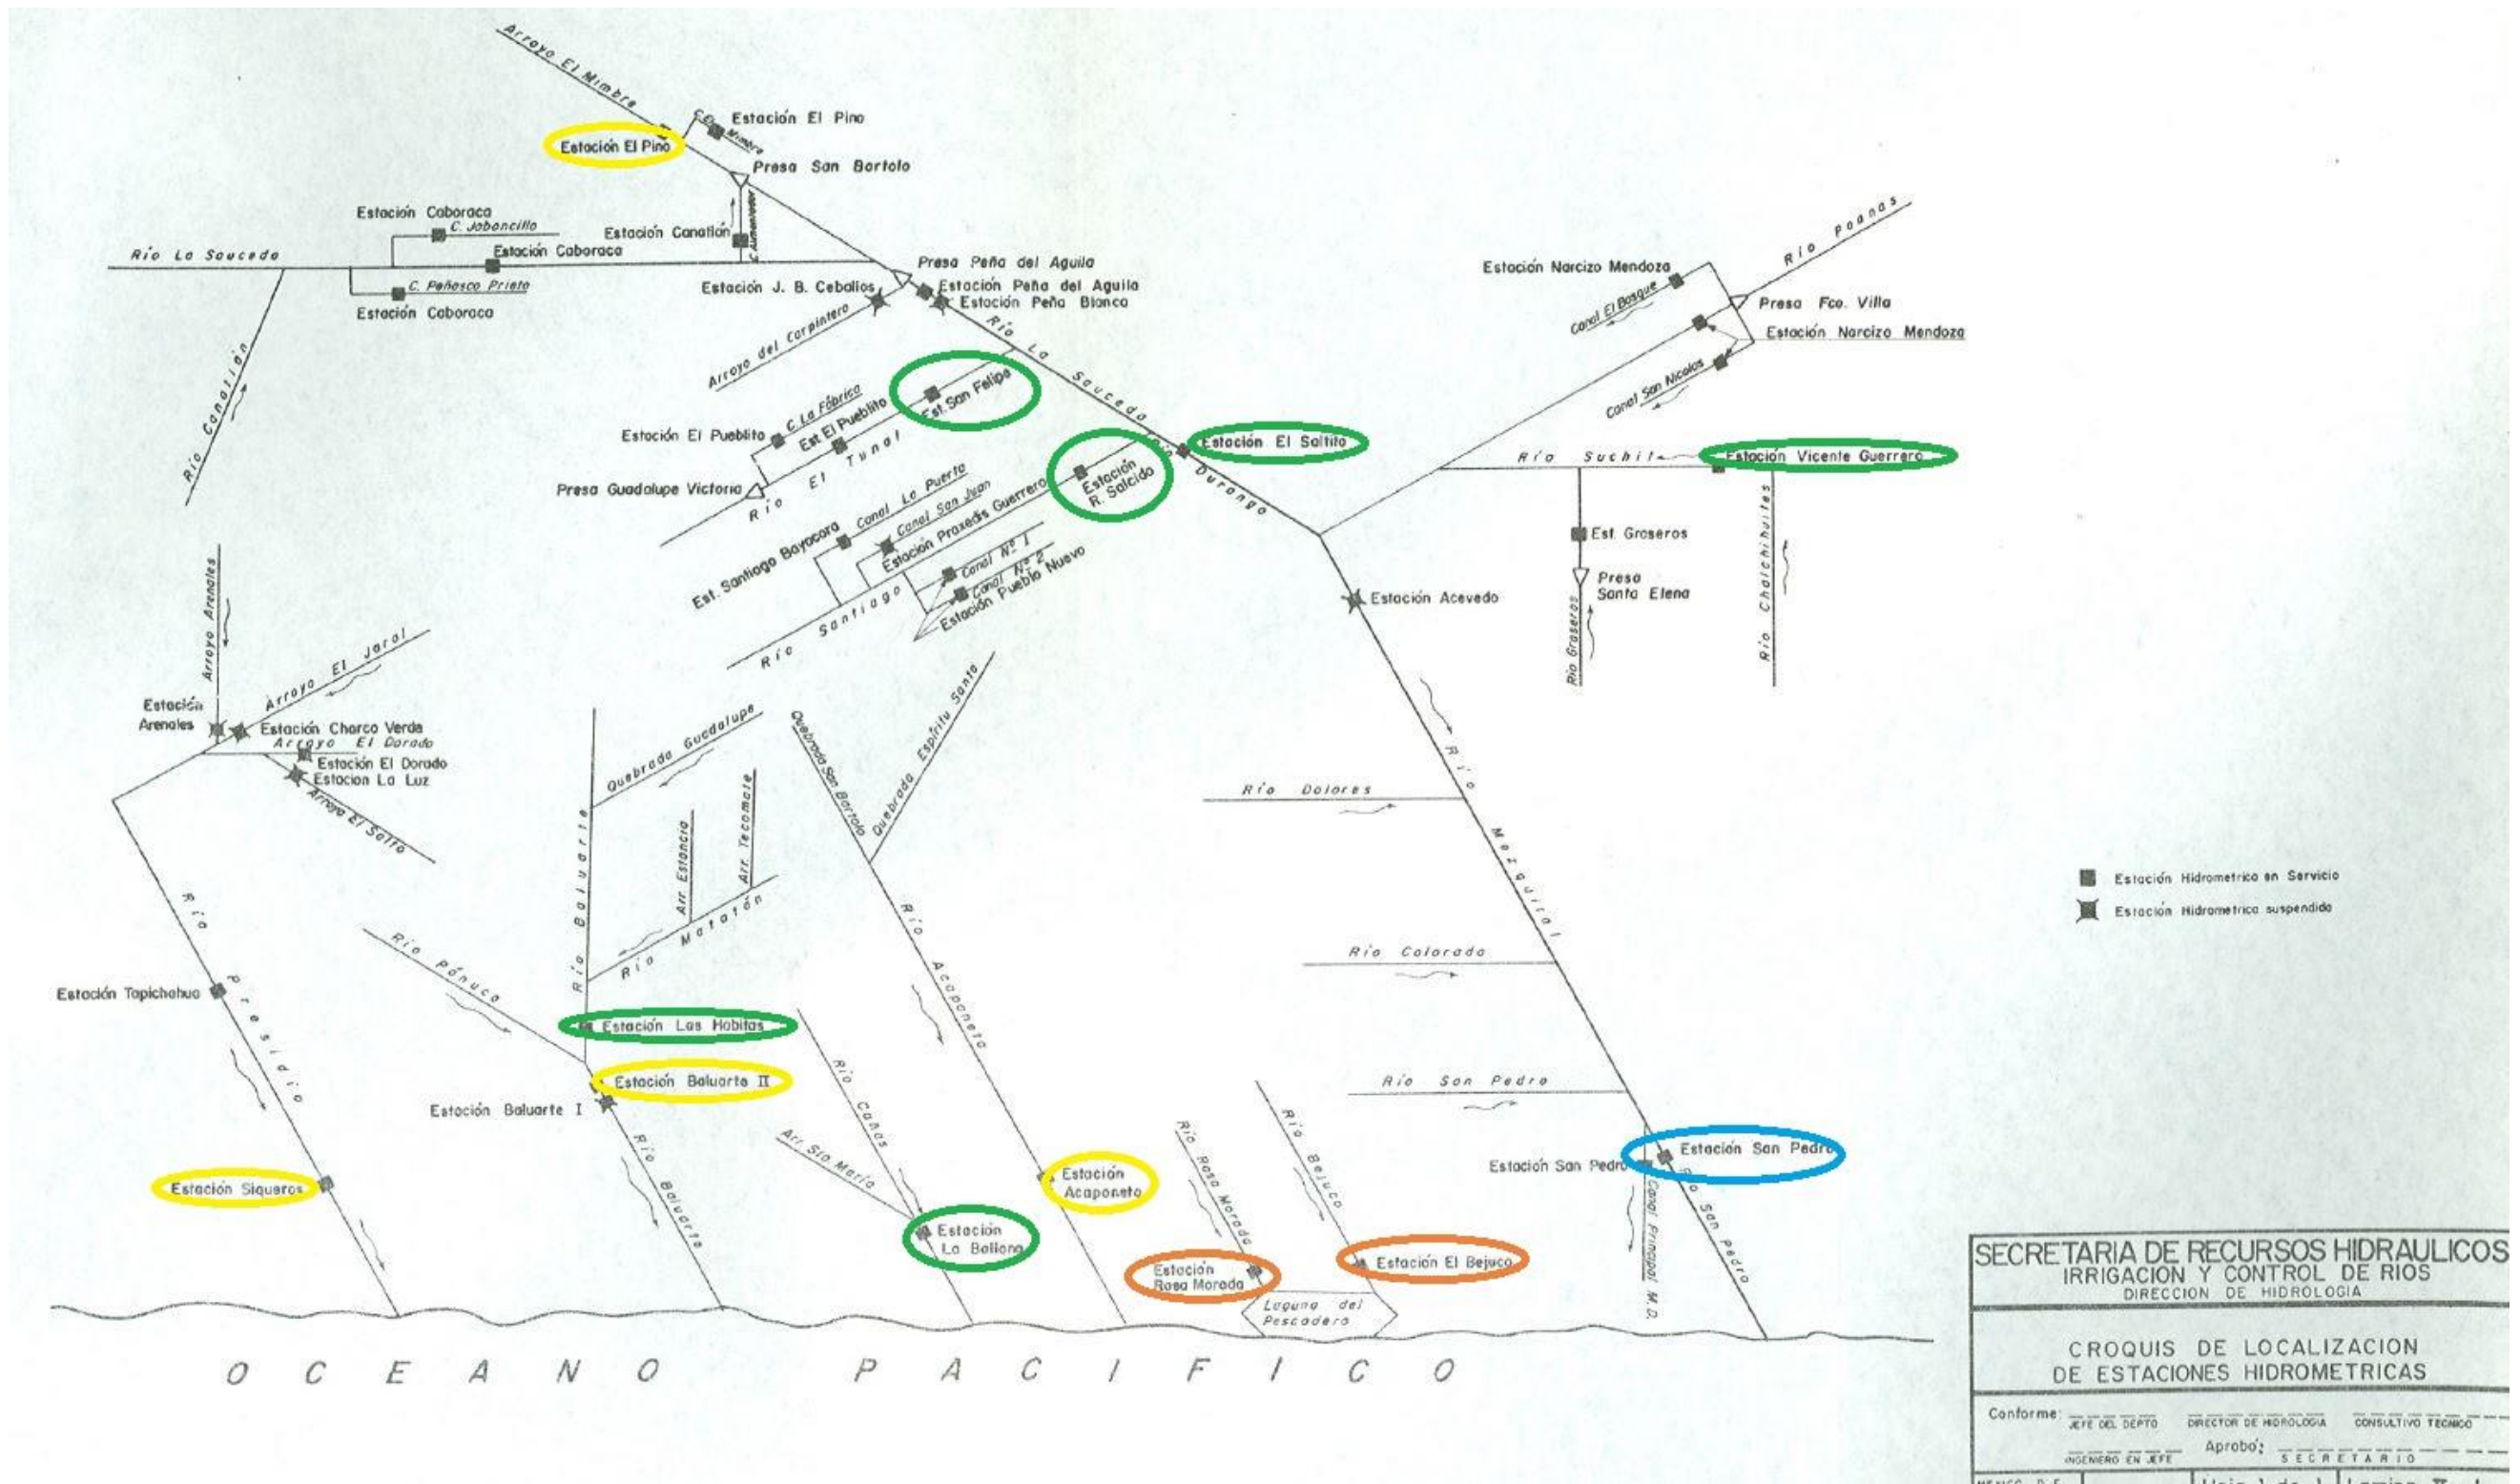 Arroyo El Mimbre
C. El Mimbre
Estación El Pino
Estación El Pino
Presa San Bartolo
Estación Caboraca
C. Jaboncillo
Estación Canatlán
C. Alimentador
Río La Sauceda
Estación Caboraca
C. Peñasco Prieto
Estación Caboraca
Río Canatlán
Presa Peña del Aguila
Estación J. B. Ceballos
Estación Peña del Aguila
Estación Peña Blanca
Arroyo del Carpintero
Río La Sauceda
Est. San Felipe
C. La Fábrica
Estación El Pueblito
Est. El Pueblito
Presa Guadalupe Victoria
Río El Tunal
Estación El Saltito
Río Durango
Estación
R. Salcido
Canal La Puerta
Canal San Juan
Est. Santiago Bayacora
Estación Praxedis Guerrero
Canal Nº 1
Canal Nº 2
Estación Pueblo Nuevo
Río Santiago
Río Poanas
Estación Narcizo Mendoza
Canal El Bosque
Presa Fco. Villa
Estación Narcizo Mendoza
Canal San Nicolas
Río Suchil
Estación Vicente Guerrero
Est. Graseros
Presa
Santa Elena
Río Graseros
Río Chalchihuites
Estación Acevedo
Arroyo Arenales
Arroyo El Jaral
Estación
Arenales
Estación Charco Verde
Arroyo El Dorado
Estación El Dorado
Estacion La Luz
Arroyo El Salto
Río Presidio
Estación Tapichahua
Estación Siqueros
Quebrada Guadalupe
Río Baluarte
Arr. Estancia
Arr. Tecomate
Río Matatán
Río Pánuco
Estación Las Habitas
Estación Baluarte II
Estación Baluarte I
Río Baluarte
Quebrada San Bartolo
Quebrada Espíritu Santo
Río Acaponeta
Río Cañas
Arr. Sta María
Estación
La Ballona
Estación
Acaponeta
Río Rosa Morada
Estación
Rosa Morada
Río Bejuco
Estación El Bejuco
Laguna del
Pescadero
Río Dolores
Río Mezquital
Río Colorado
Río San Pedro
Estación San Pedro
Estación San Pedro
Canal Principal M. D.
Río San Pedro
Estación Hidrometrica en Servicio
Estación Hidrometrica suspendida
OCEANO PACIFICO
SECRETARIA DE RECURSOS HIDRAULICOS
IRRIGACION Y CONTROL DE RIOS
DIRECCION DE HIDROLOGIA
CROQUIS DE LOCALIZACION
DE ESTACIONES HIDROMETRICAS
Conforme:
JEFE DEL DEPTO DIRECTOR DE HIDROLOGIA CONSULTIVO TECNICO
Aprobó:
INGENIERO EN JEFE SECRETARIO